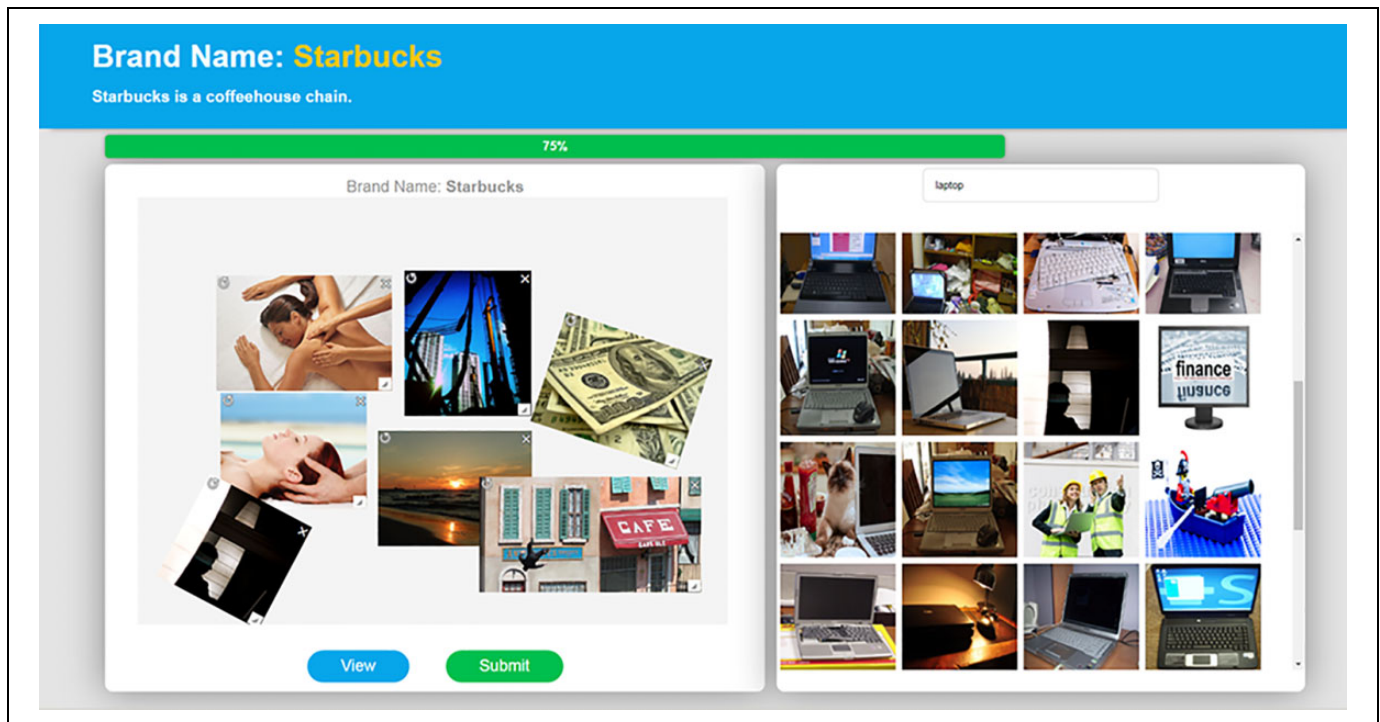 Brand Name: Starbucks
Starbucks is a coffeehouse chain.
75%
Brand Name: Starbucks
laptop
finance
CAFE
View
Submit